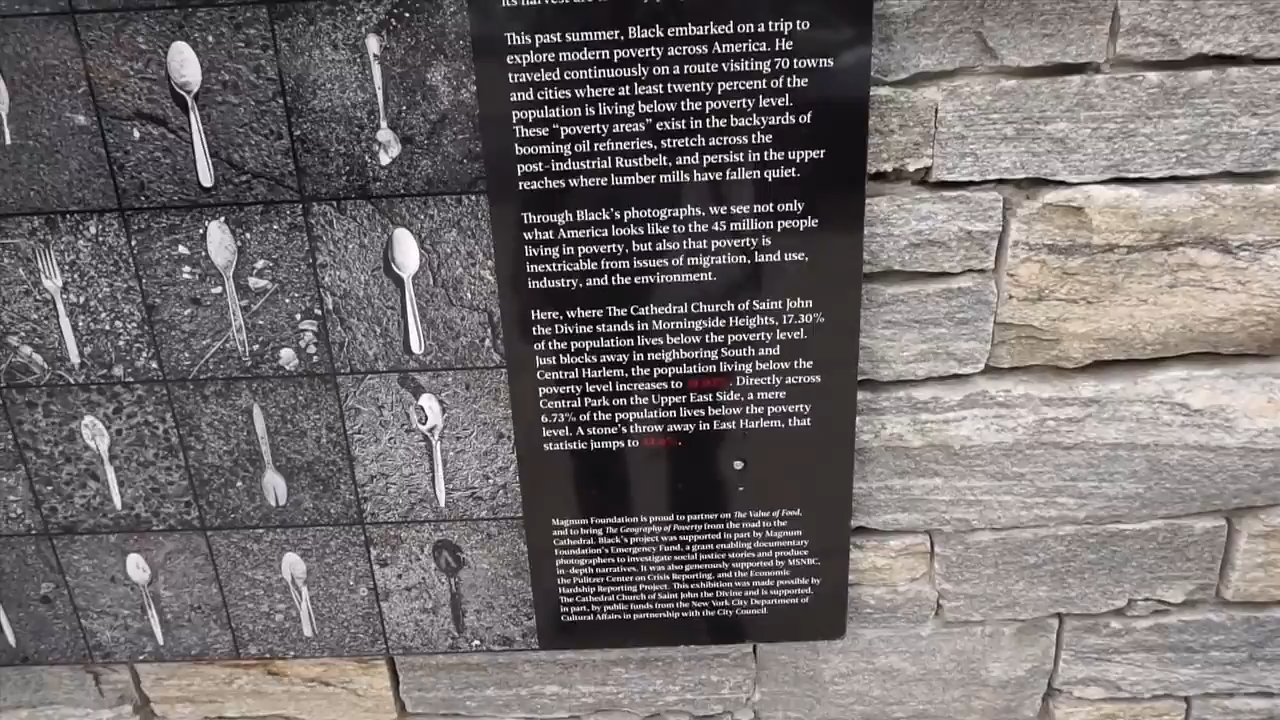 This past summer, Black embarked on a trip to
explore modern poverty across America. He
traveled continuously on a route visiting 70 towns
and cities where at least twenty percent of the
population is living below the poverty level.
These “poverty areas” exist in the backyards of
booming oil refineries, stretch across the
post-industrial Rustbelt, and persist in the upper
reaches where lumber mills have fallen quiet.
Through Black’s photographs, we see not only
what America looks like to the 45 million people
living in poverty, but also that poverty is
inextricable from issues of migration, land use,
industry, and the environment.
Here, where The Cathedral Church of Saint John
the Divine stands in Morningside Heights, 17.30%
of the population lives below the poverty level.
Just blocks away in neighboring South and
Central Harlem, the population living below the
poverty level increases to . Directly across
Central Park on the Upper East Side, a mere
6.73% of the population lives below the poverty
level. A stone’s throw away in East Harlem, that
statistic jumps to .
Magnum Foundation is proud to partner on The Value of Food,
and to bring The Geography of Poverty from the road to the
Cathedral. Black’s project was supported in part by Magnum
Foundation’s Emergency Fund, a grant enabling documentary
photographers to investigate social justice stories and produce
in-depth narratives. It was also generously supported by MSNBC,
the Pulitzer Center on Crisis Reporting, and the Economic
Hardship Reporting Project. This exhibition was made possible by
The Cathedral Church of Saint John the Divine and is supported,
in part, by public funds from the New York City Department of
Cultural Affairs in partnership with the City Council.